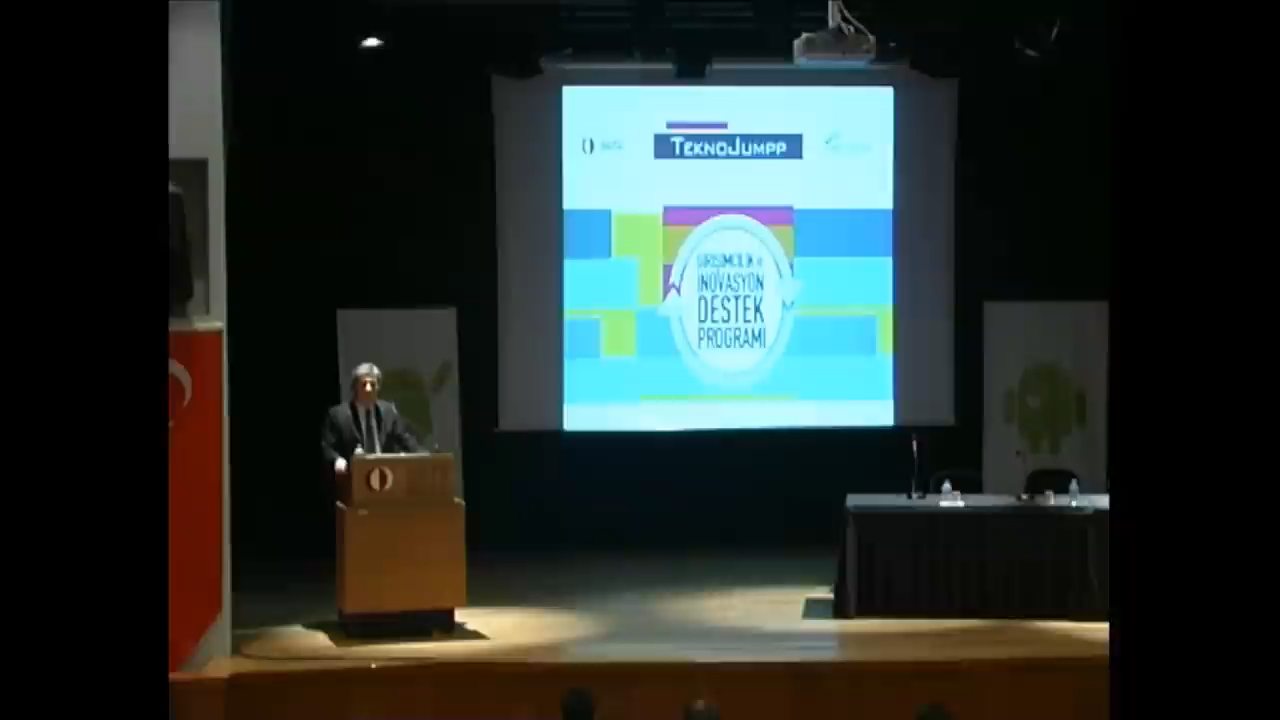 TEKNOJUMPP
GİRİŞİMCİLİK ve
İNOVASYON
DESTEK
PROGRAMI